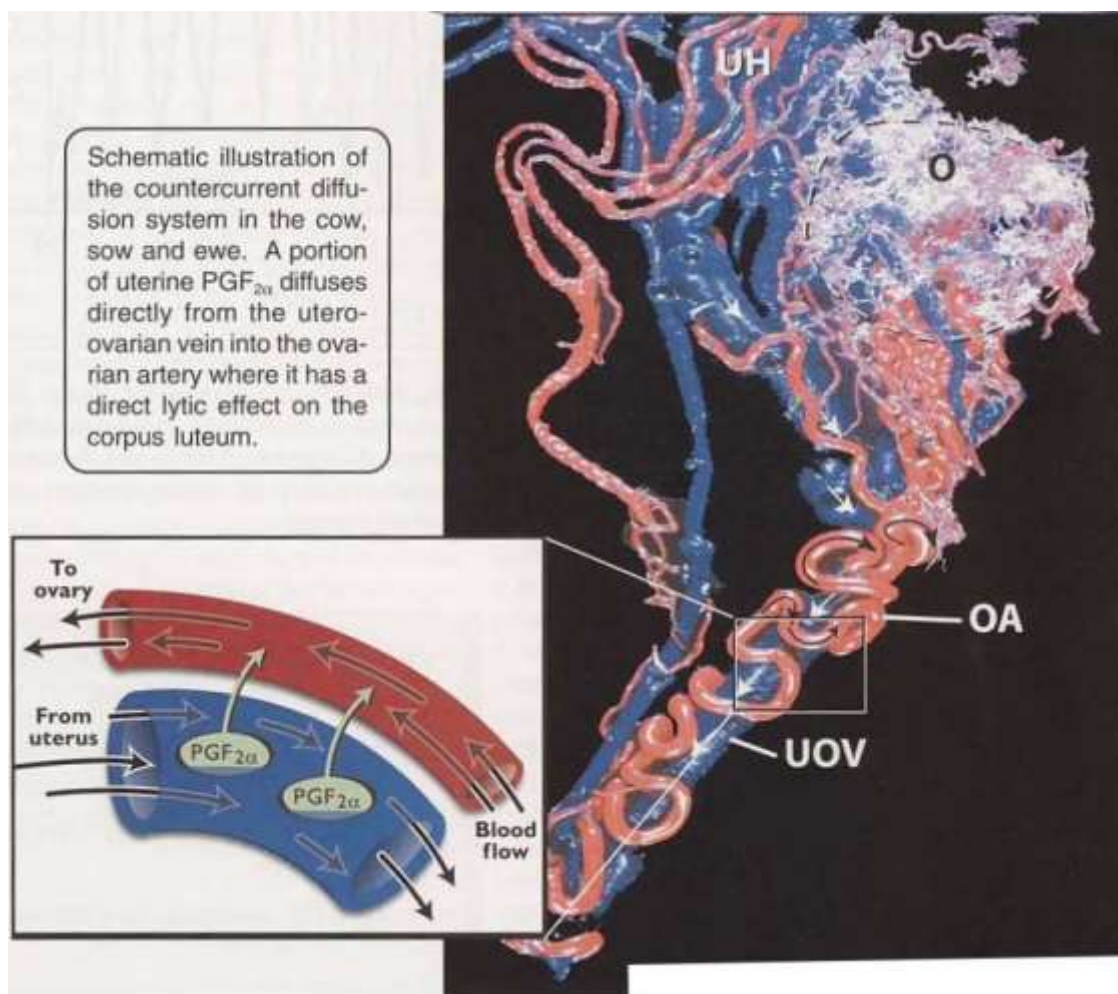 Schematic illustration of
the countercurrent diffu-
sion system in the cow,
sow and ewe. A portion
of uterine PGF2α diffuses
directly from the utero-
ovarian vein into the ova-
rian artery where it has a
direct lytic effect on the
corpus luteum.
UH
O
OA
UOV
To
ovary
From
uterus
PGF2α
PGF2α
Blood
flow